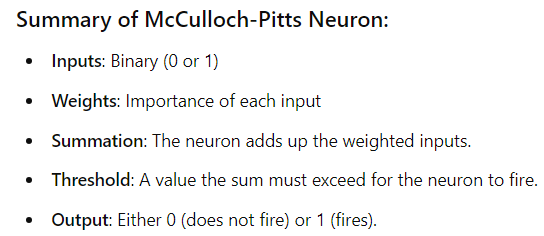 Summary of McCulloch-Pitts Neuron:
• Inputs: Binary (0 or 1)
• Weights: Importance of each input
• Summation: The neuron adds up the weighted inputs.
• Threshold: A value the sum must exceed for the neuron to fire.
• Output: Either 0 (does not fire) or 1 (fires).